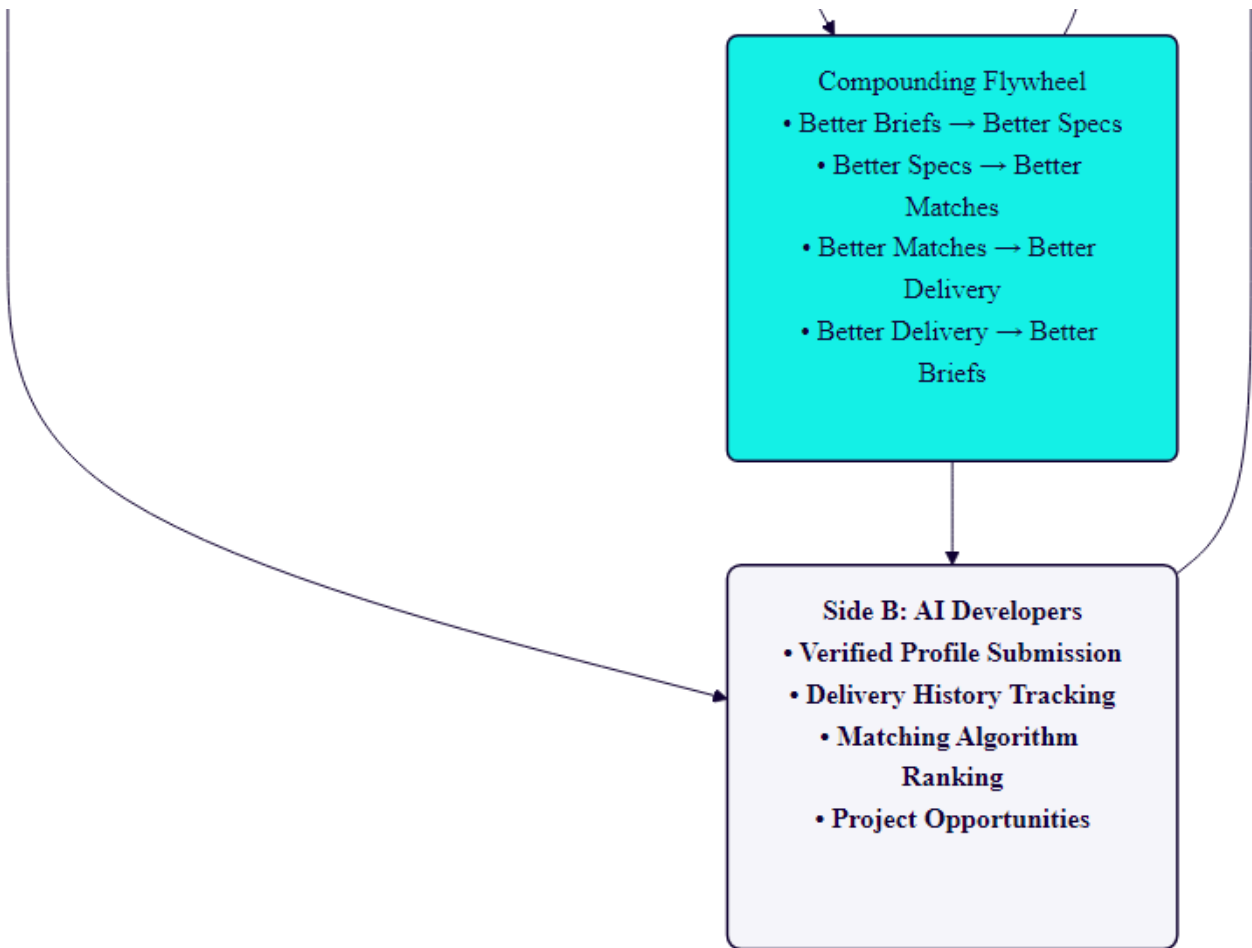 Compounding Flywheel
• Better Briefs → Better Specs
• Better Specs → Better
Matches
• Better Matches → Better
Delivery
• Better Delivery → Better
Briefs
Side B: AI Developers
• Verified Profile Submission
• Delivery History Tracking
• Matching Algorithm
Ranking
• Project Opportunities